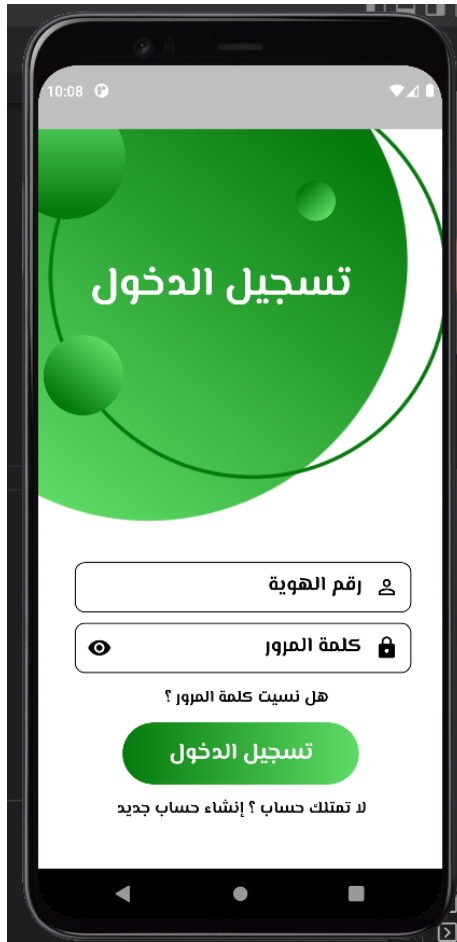 10:08
تسجيل الدخول
رقم الهوية
كلمة المرور
هل نسيت كلمة المرور ؟
تسجيل الدخول
لا تمتلك حساب ؟ إنشاء حساب جديد